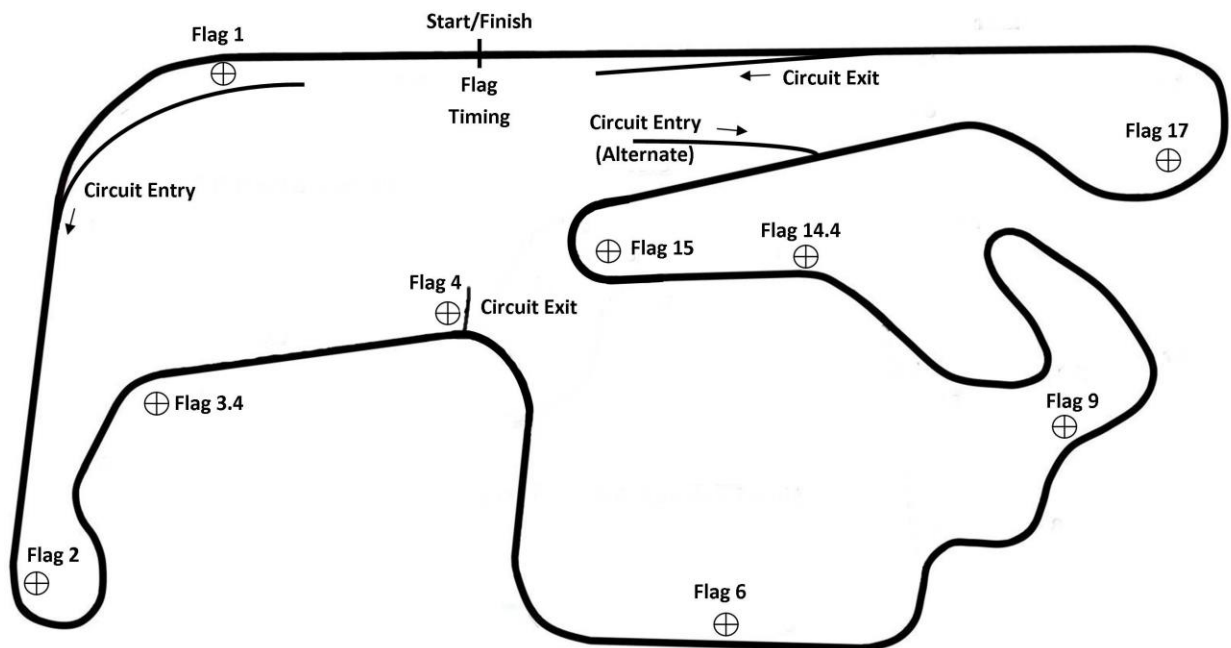 Start/Finish
Flag 1
Flag
Timing
← Circuit Exit
Circuit Entry →
(Alternate)
Flag 17
Circuit Entry
Flag 15
Flag 14.4
Flag 4
Circuit Exit
Flag 3.4
Flag 9
Flag 2
Flag 6